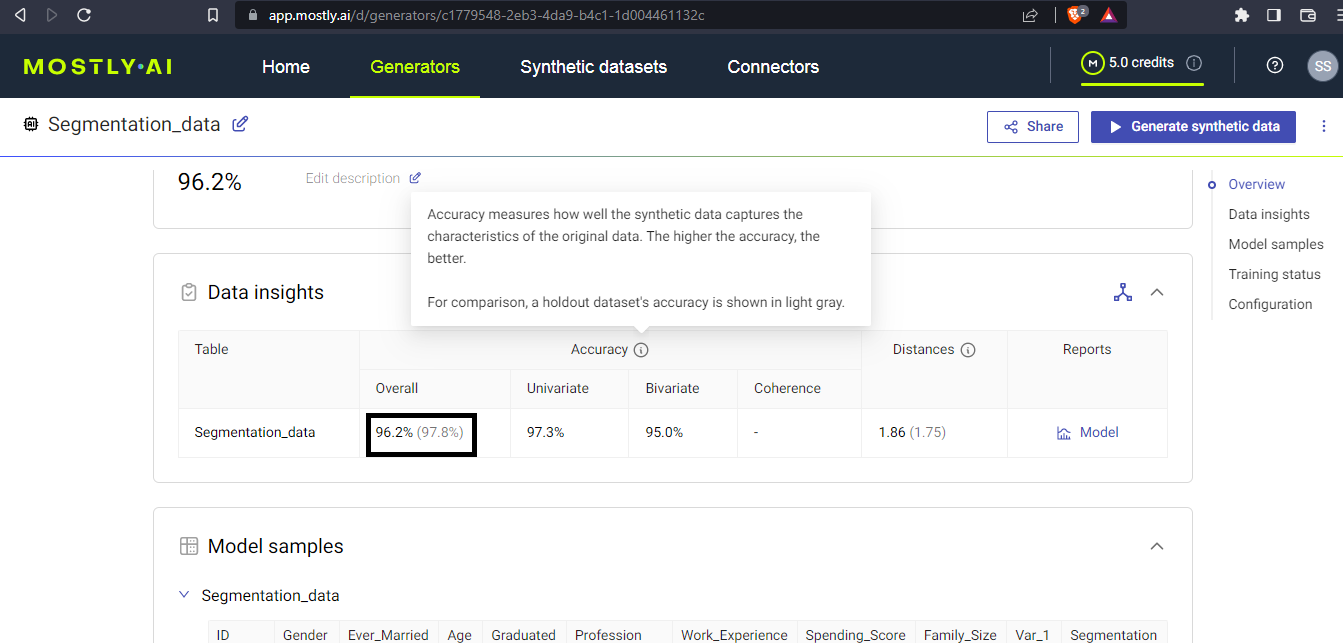 app.mostly.ai/d/generators/c1779548-2eb3-4da9-b4c1-1d004461132c
2
MOSTLY·AI
Home
Generators
Synthetic datasets
Connectors
M
5.0 credits
SS
AI
Segmentation_data
Share
Generate synthetic data
96.2%
Edit description
Accuracy measures how well the synthetic data captures the
characteristics of the original data. The higher the accuracy, the
better.
For comparison, a holdout dataset's accuracy is shown in light gray.
Overview
Data insights
Model samples
Training status
Configuration
Data insights
Table
Accuracy
Distances
Reports
Overall
Univariate
Bivariate
Coherence
Segmentation_data
96.2% (97.8%)
97.3%
95.0%
-
1.86 (1.75)
Model
Model samples
Segmentation_data
ID
Gender
Ever_Married
Age
Graduated
Profession
Work_Experience
Spending_Score
Family_Size
Var_1
Segmentation